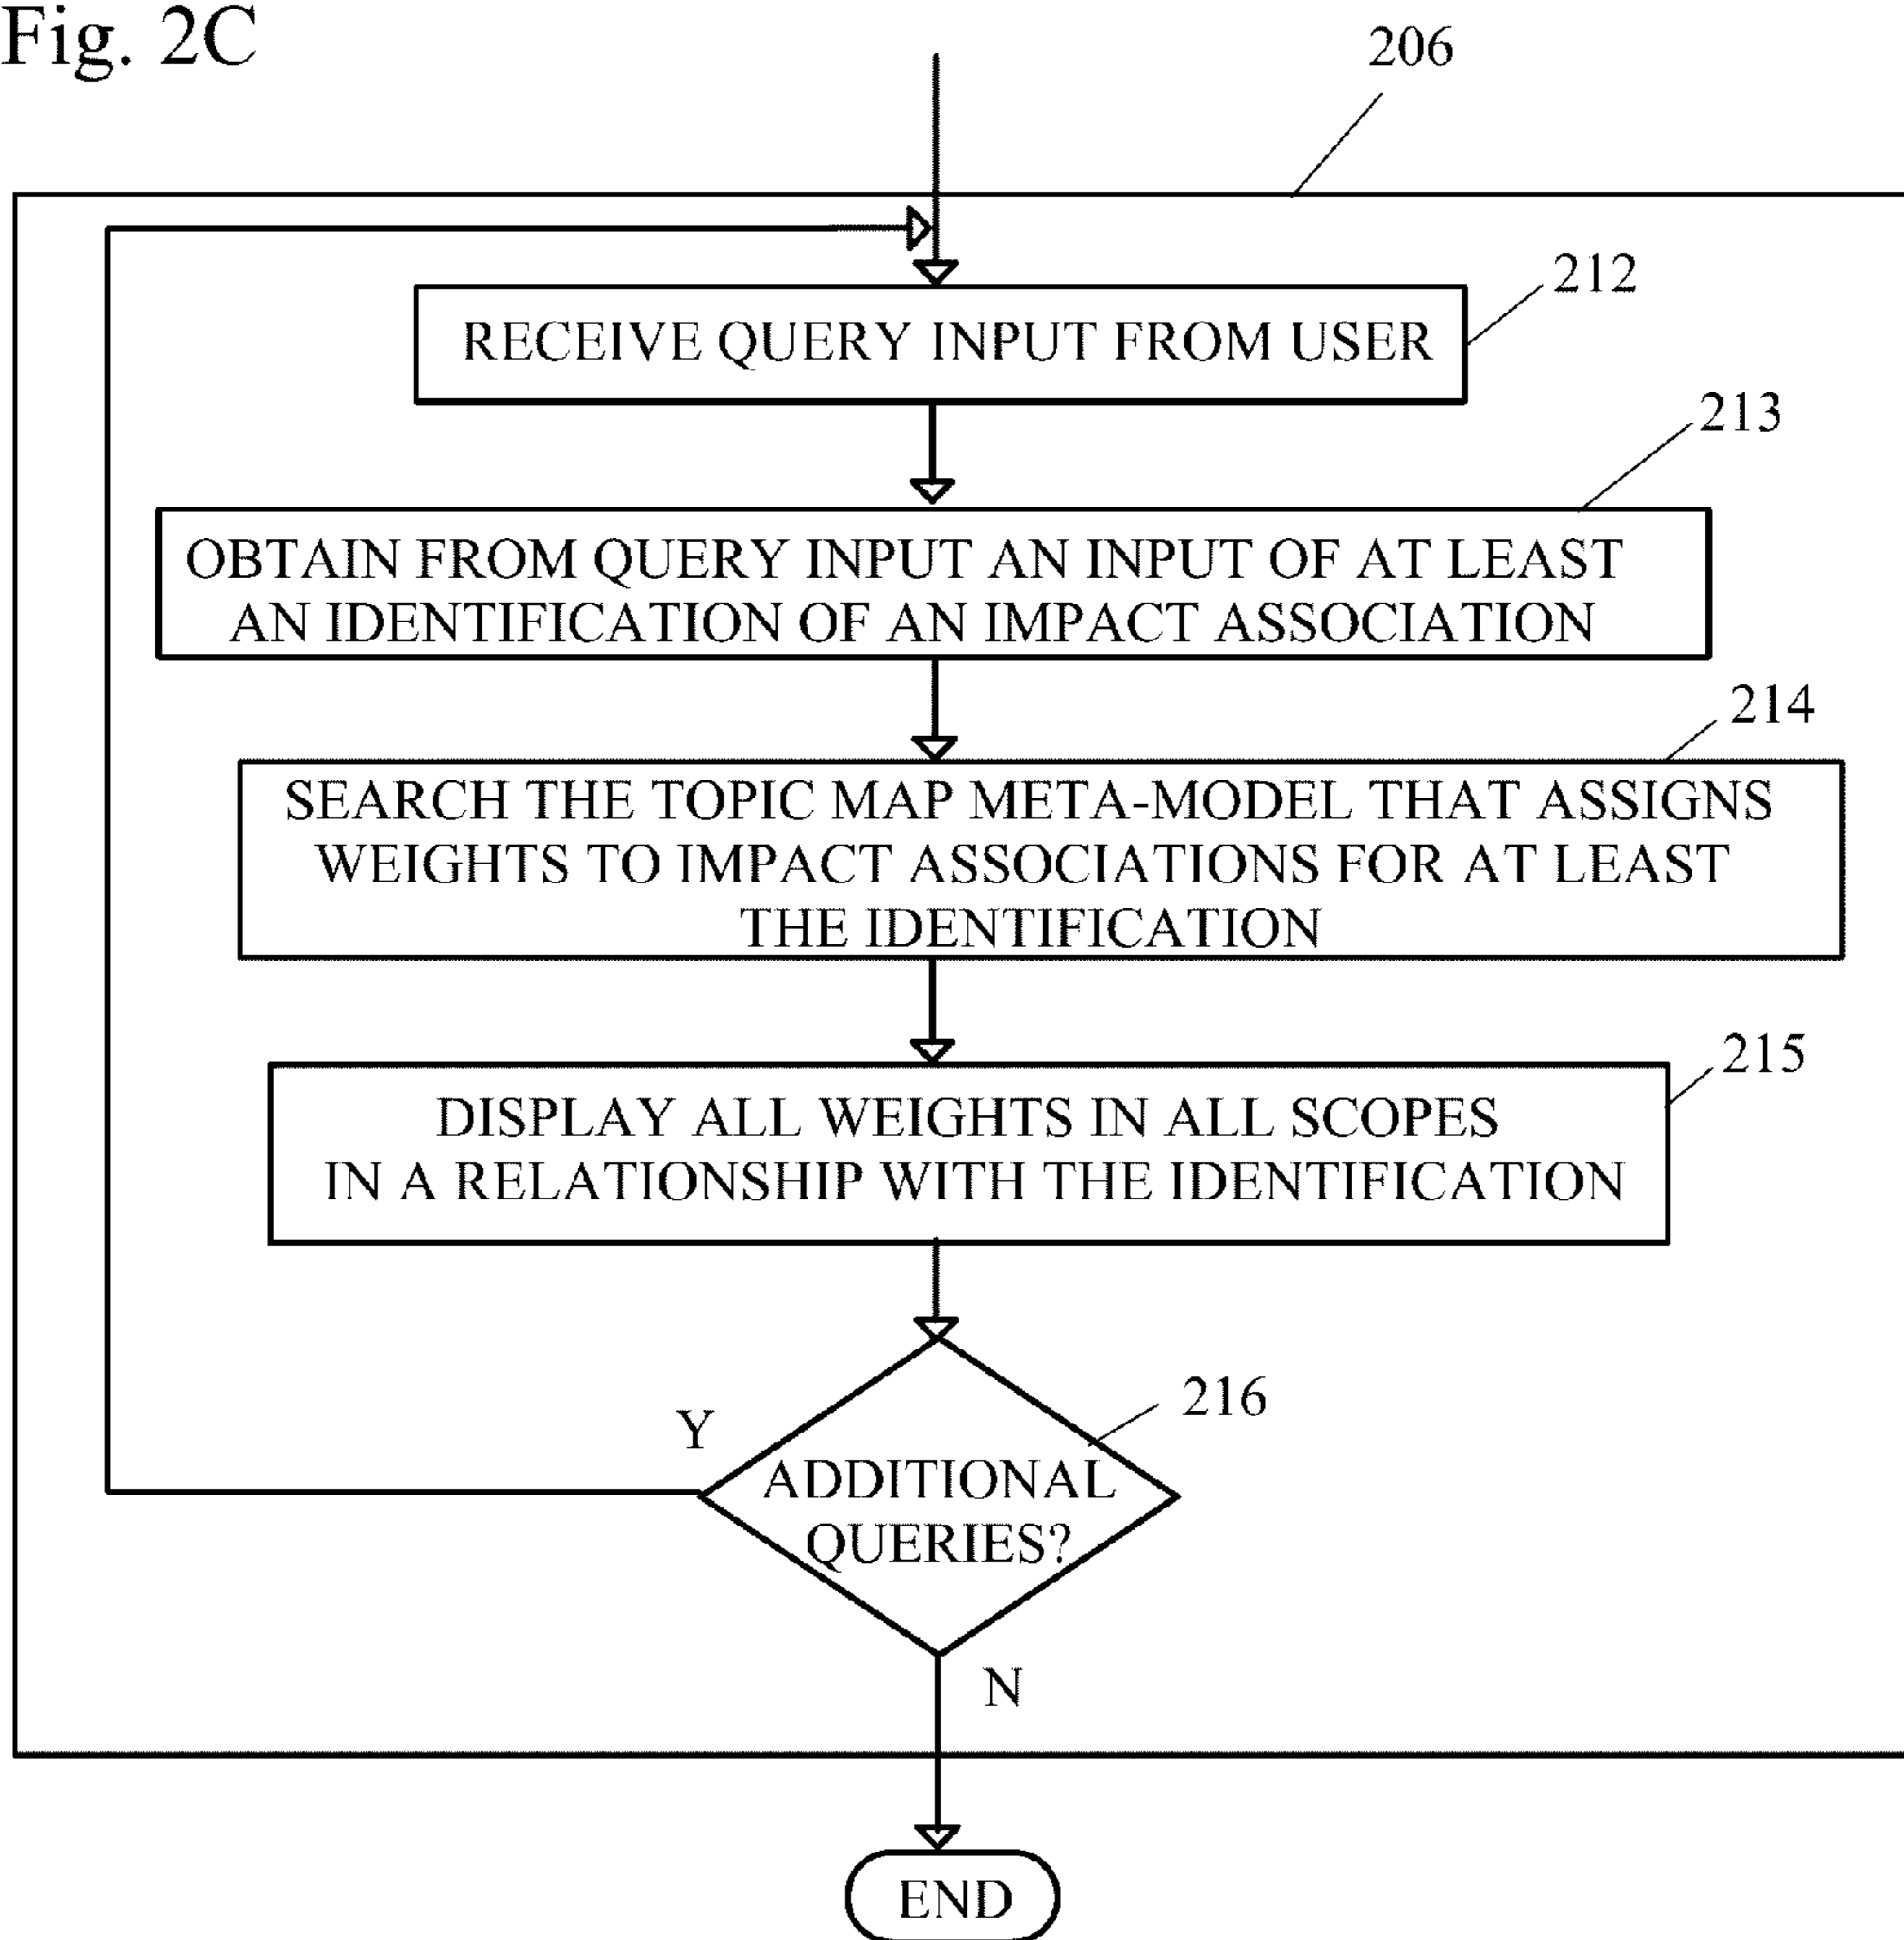 Fig. 2C
206
212
RECEIVE QUERY INPUT FROM USER
213
OBTAIN FROM QUERY INPUT AN INPUT OF AT LEAST
AN IDENTIFICATION OF AN IMPACT ASSOCIATION
214
SEARCH THE TOPIC MAP META-MODEL THAT ASSIGNS
WEIGHTS TO IMPACT ASSOCIATIONS FOR AT LEAST
THE IDENTIFICATION
215
DISPLAY ALL WEIGHTS IN ALL SCOPES
IN A RELATIONSHIP WITH THE IDENTIFICATION
216
Y
ADDITIONAL
QUERIES?
N
END